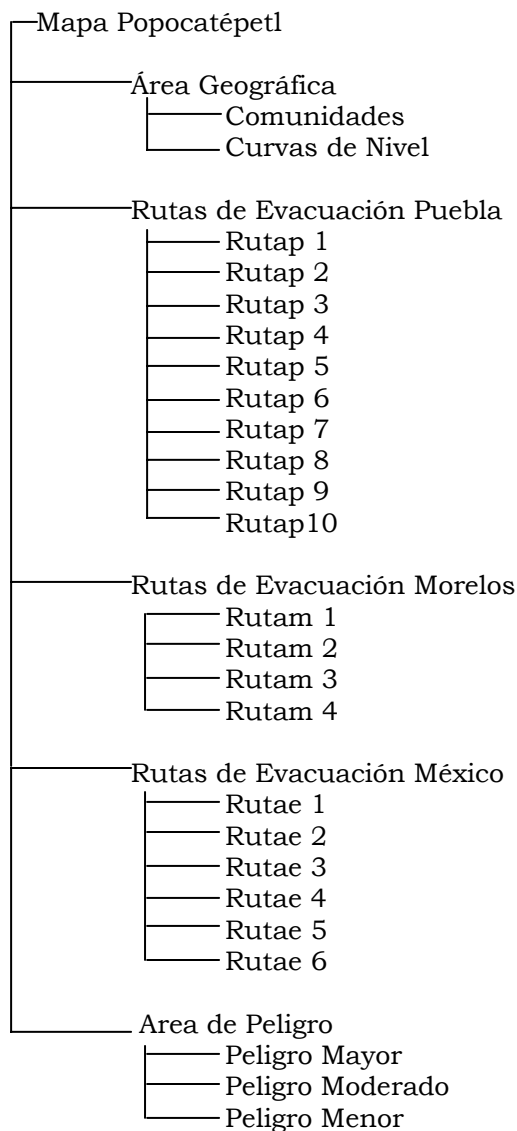 Mapa Popocatépetl
Área Geográfica
Comunidades
Curvas de Nivel
Rutas de Evacuación Puebla
Rutap 1
Rutap 2
Rutap 3
Rutap 4
Rutap 5
Rutap 6
Rutap 7
Rutap 8
Rutap 9
Rutap10
Rutas de Evacuación Morelos
Rutam 1
Rutam 2
Rutam 3
Rutam 4
Rutas de Evacuación México
Rutae 1
Rutae 2
Rutae 3
Rutae 4
Rutae 5
Rutae 6
Area de Peligro
Peligro Mayor
Peligro Moderado
Peligro Menor